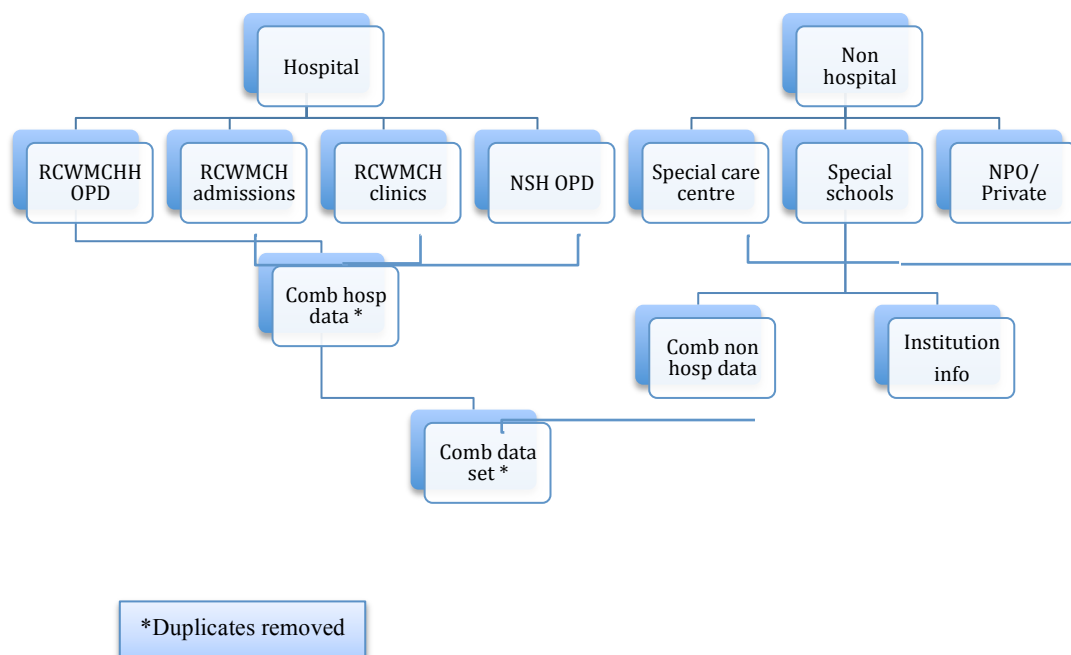 Hospital
Non
hospital
RCWMCHH
OPD
RCWMCH
admissions
RCWMCH
clinics
NSH OPD
Special care
centre
Special
schools
NPO/
Private
Comb hosp
data *
Comb non
hosp data
Institution
info
Comb data
set *
*Duplicates removed